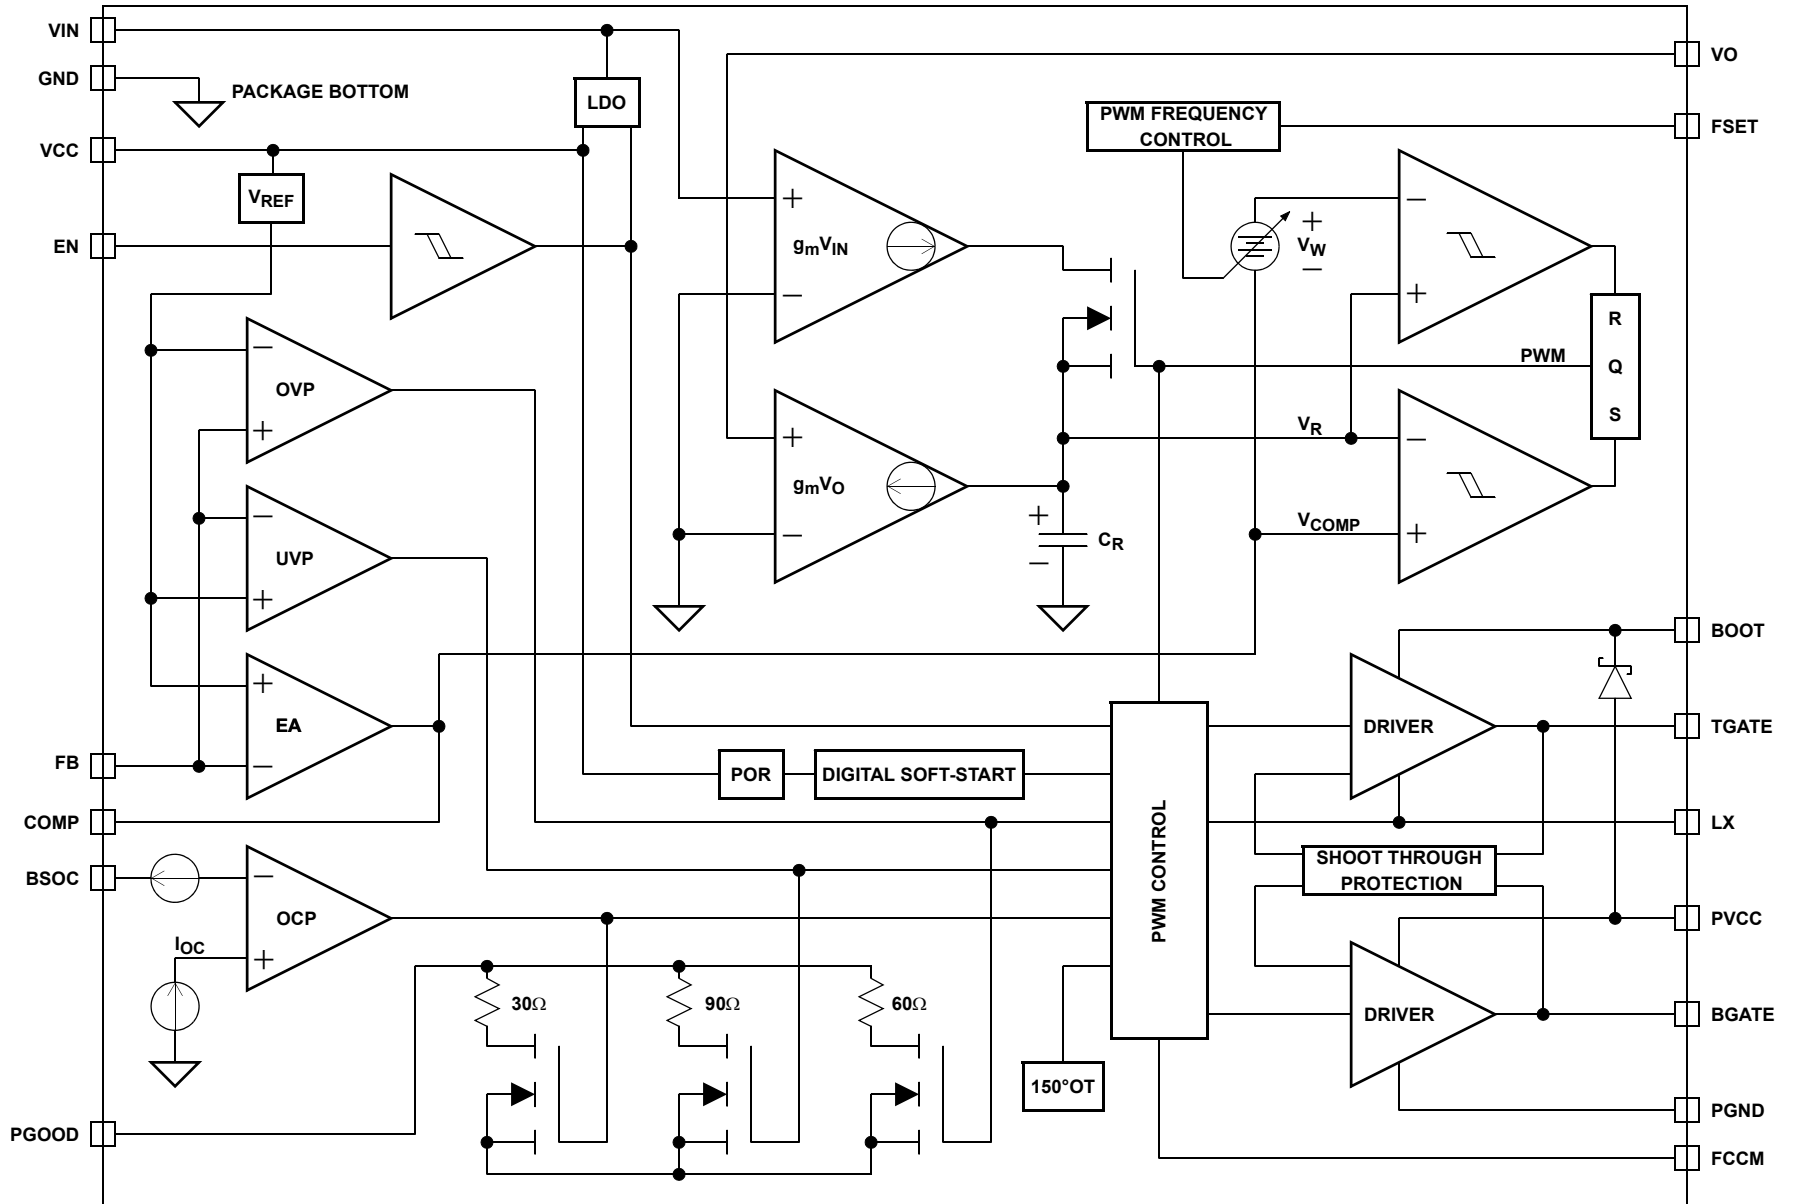 VIN
VO
GND
PACKAGE BOTTOM
LDO
PWM FREQUENCY
CONTROL
FSET
VCC
VREF
EN
+
gmVIN
−
−
+
VW
−
+
R
PWM
Q
S
−
OVP
+
+
gmVO
−
VR
−
VCOMP
+
+
CR
−
−
UVP
+
BOOT
+
EA
−
FB
DRIVER
TGATE
POR
DIGITAL SOFT-START
COMP
LX
BSOC
−
OCP
+
IOC
PWM CONTROL
SHOOT THROUGH
PROTECTION
PVCC
30Ω
90Ω
60Ω
DRIVER
BGATE
150°OT
PGOOD
PGND
FCCM